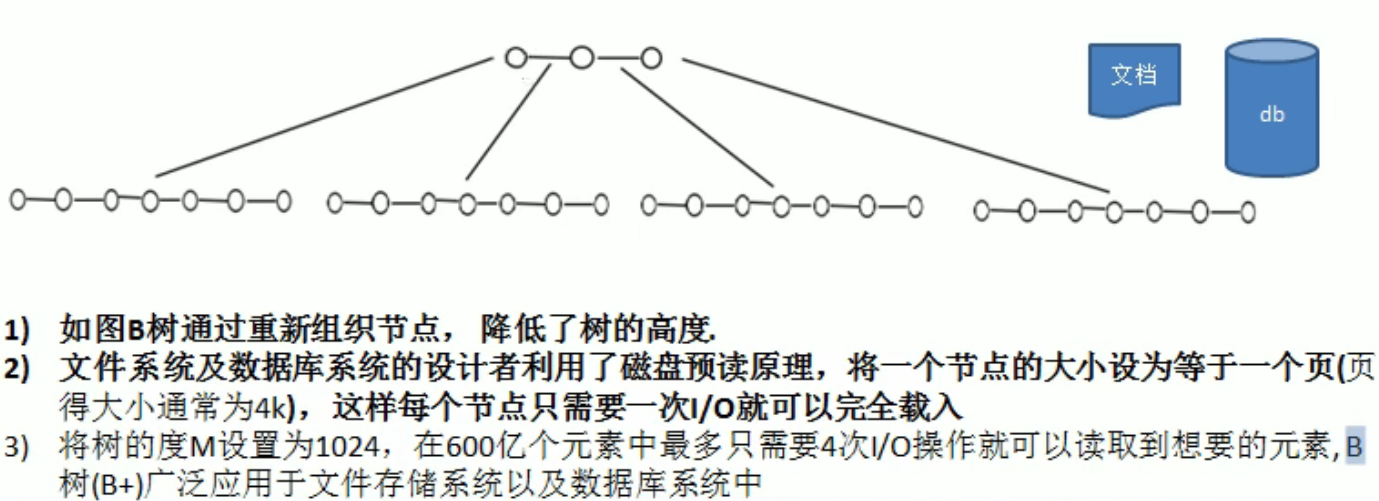 文档
db
1) 如图B树通过重新组织节点， 降低了树的高度.
2) 文件系统及数据库系统的设计者利用了磁盘预读原理，将一个节点的大小设为等于一个页(页
得大小通常为4k)，这样每个节点只需要一次I/O就可以完全载入
3) 将树的度M设置为1024，在600亿个元素中最多只需要4次I/O操作就可以读取到想要的元素, B
树(B+)广泛应用于文件存储系统以及数据库系统中